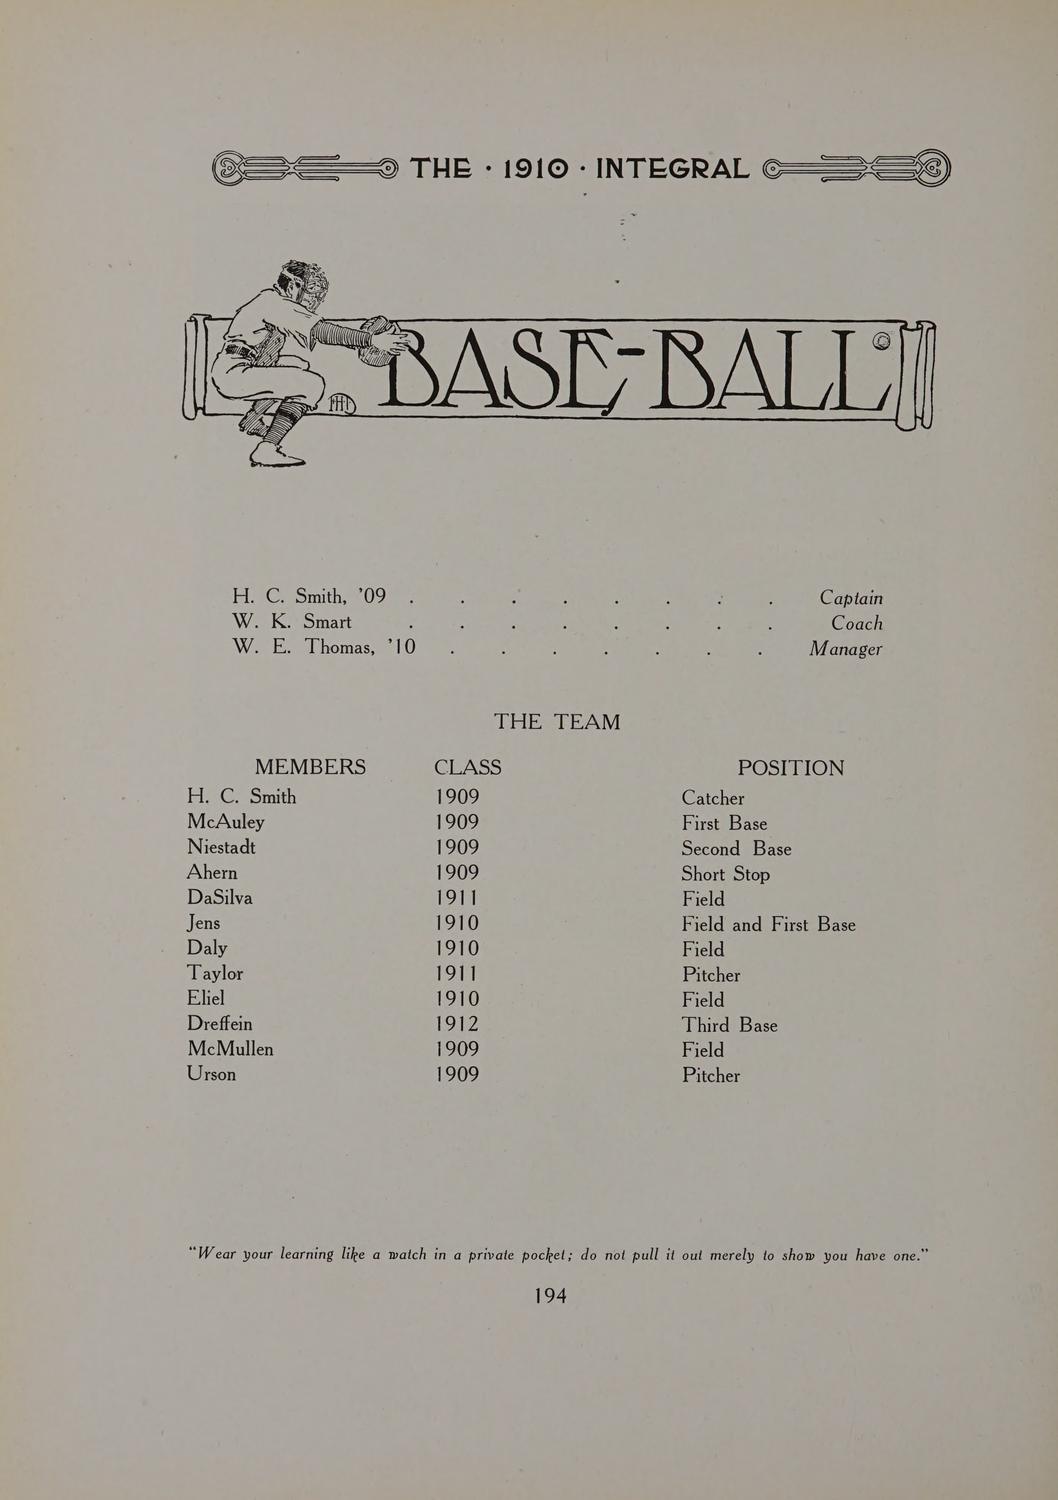 THE · 1910 · INTEGRAL
BASE-BALL
H. C. Smith, '09 . . . . . . . . Captain
W. K. Smart . . . . . . . . Coach
W. E. Thomas, '10 . . . . . . . Manager
THE TEAM
MEMBERS CLASS POSITION
H. C. Smith 1909 Catcher
McAuley 1909 First Base
Niestadt 1909 Second Base
Ahern 1909 Short Stop
DaSilva 1911 Field
Jens 1910 Field and First Base
Daly 1910 Field
Taylor 1911 Pitcher
Eliel 1910 Field
Dreffein 1912 Third Base
McMullen 1909 Field
Urson 1909 Pitcher
"Wear your learning like a watch in a private pocket; do not pull it out merely to show you have one."
194